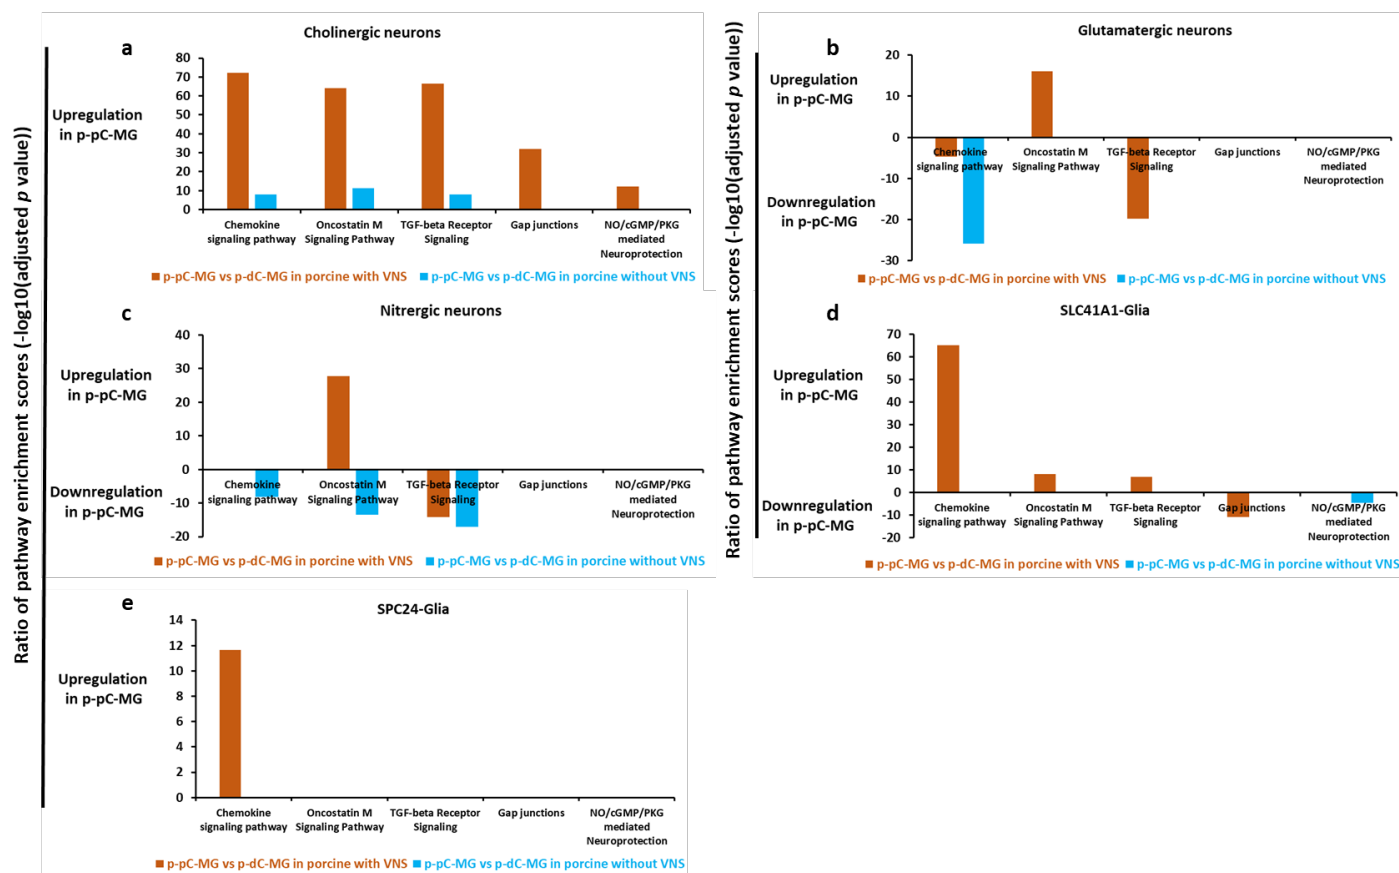 Ratio of pathway enrichment scores (-log10(adjusted p value))
a
Cholinergic neurons
Upregulation
in p-pC-MG
80
70
60
50
40
30
20
10
0
Chemokine
signaling pathway
Oncostatin M
Signaling Pathway
TGF-beta Receptor
Signaling
Gap junctions
NO/cGMP/PKG
mediated
Neuroprotection
p-pC-MG vs p-dC-MG in porcine with VNS
p-pC-MG vs p-dC-MG in porcine without VNS
Ratio of pathway enrichment scores (-log10(adjusted p value))
b
Glutamatergic neurons
Upregulation
in p-pC-MG
Downregulation
in p-pC-MG
20
10
0
-10
-20
-30
Chemokine
signaling pathway
Oncostatin M
Signaling Pathway
TGF-beta Receptor
Signaling
Gap junctions
NO/cGMP/PKG
mediated
Neuroprotection
p-pC-MG vs p-dC-MG in porcine with VNS
p-pC-MG vs p-dC-MG in porcine without VNS
c
Nitrergic neurons
Upregulation
in p-pC-MG
Downregulation
in p-pC-MG
40
30
20
10
0
-10
-20
Chemokine
signaling pathway
Oncostatin M
Signaling Pathway
TGF-beta Receptor
Signaling
Gap junctions
NO/cGMP/PKG
mediated
Neuroprotection
p-pC-MG vs p-dC-MG in porcine with VNS
p-pC-MG vs p-dC-MG in porcine without VNS
d
SLC41A1-Glia
Upregulation
in p-pC-MG
Downregulation
in p-pC-MG
70
60
50
40
30
20
10
0
-10
-20
Chemokine
signaling pathway
Oncostatin M
Signaling Pathway
TGF-beta Receptor
Signaling
Gap junctions
NO/cGMP/PKG
mediated
Neuroprotection
p-pC-MG vs p-dC-MG in porcine with VNS
p-pC-MG vs p-dC-MG in porcine without VNS
e
SPC24-Glia
Upregulation
in p-pC-MG
14
12
10
8
6
4
2
0
Chemokine
signaling pathway
Oncostatin M
Signaling Pathway
TGF-beta Receptor
Signaling
Gap junctions
NO/cGMP/PKG
mediated
Neuroprotection
p-pC-MG vs p-dC-MG in porcine with VNS
p-pC-MG vs p-dC-MG in porcine without VNS